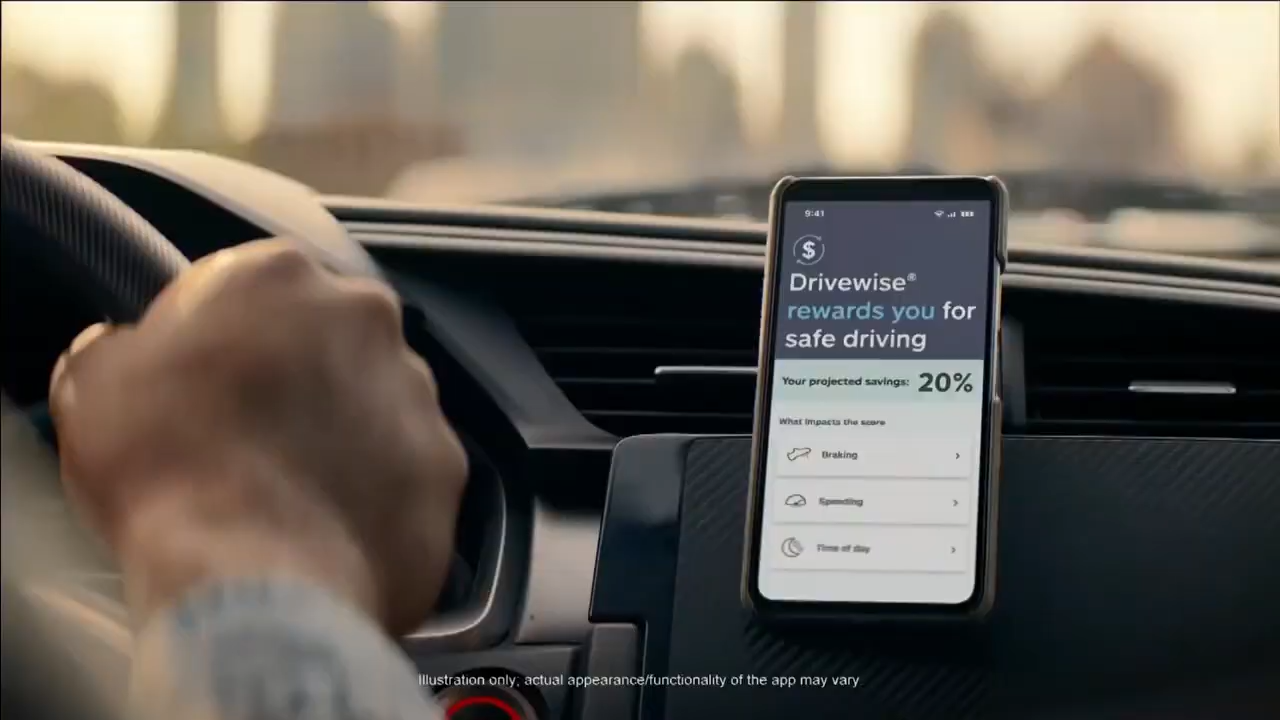 9:41
$
Drivewise®
rewards you for
safe driving
Your projected savings: 20%
What impacts the score
Braking
Speeding
Time of day
Illustration only; actual appearance/functionality of the app may vary